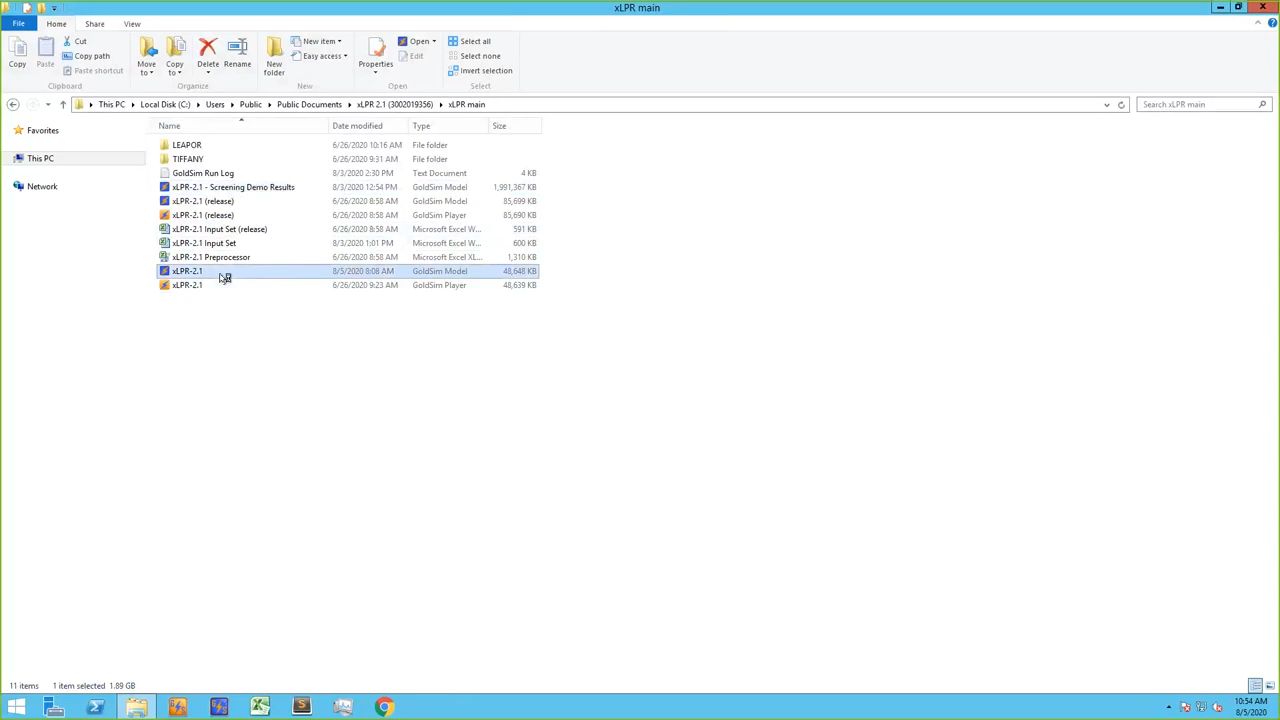 xLPR main
File Home Share View
Copy Paste Cut Copy path Paste shortcut Move to Copy to Delete Rename New folder New item Easy access Properties Open Edit Select all Select none Invert selection
Clipboard Organize New Open Select
This PC Local Disk (C:) Users Public Public Documents xLPR 2.1 (3002019356) xLPR main Search xLPR main
Name Date modified Type Size
Favorites
This PC
Network
LEAPOR 6/26/2020 10:16 AM File folder
TIFFANY 6/26/2020 9:31 AM File folder
GoldSim Run Log 8/3/2020 2:30 PM Text Document 4 KB
xLPR-2.1 - Screening Demo Results 8/3/2020 12:54 PM GoldSim Model 1,991,367 KB
xLPR-2.1 (release) 6/26/2020 8:58 AM GoldSim Model 85,699 KB
xLPR-2.1 (release) 6/26/2020 8:58 AM GoldSim Player 85,690 KB
xLPR-2.1 Input Set (release) 6/26/2020 8:58 AM Microsoft Excel W... 591 KB
xLPR-2.1 Input Set 8/3/2020 1:01 PM Microsoft Excel W... 600 KB
xLPR-2.1 Preprocessor 6/26/2020 8:58 AM Microsoft Excel XL... 1,310 KB
xLPR-2.1 8/5/2020 8:08 AM GoldSim Model 48,648 KB
xLPR-2.1 6/26/2020 9:23 AM GoldSim Player 48,639 KB
11 items 1 item selected 1.89 GB
10:54 AM
8/5/2020